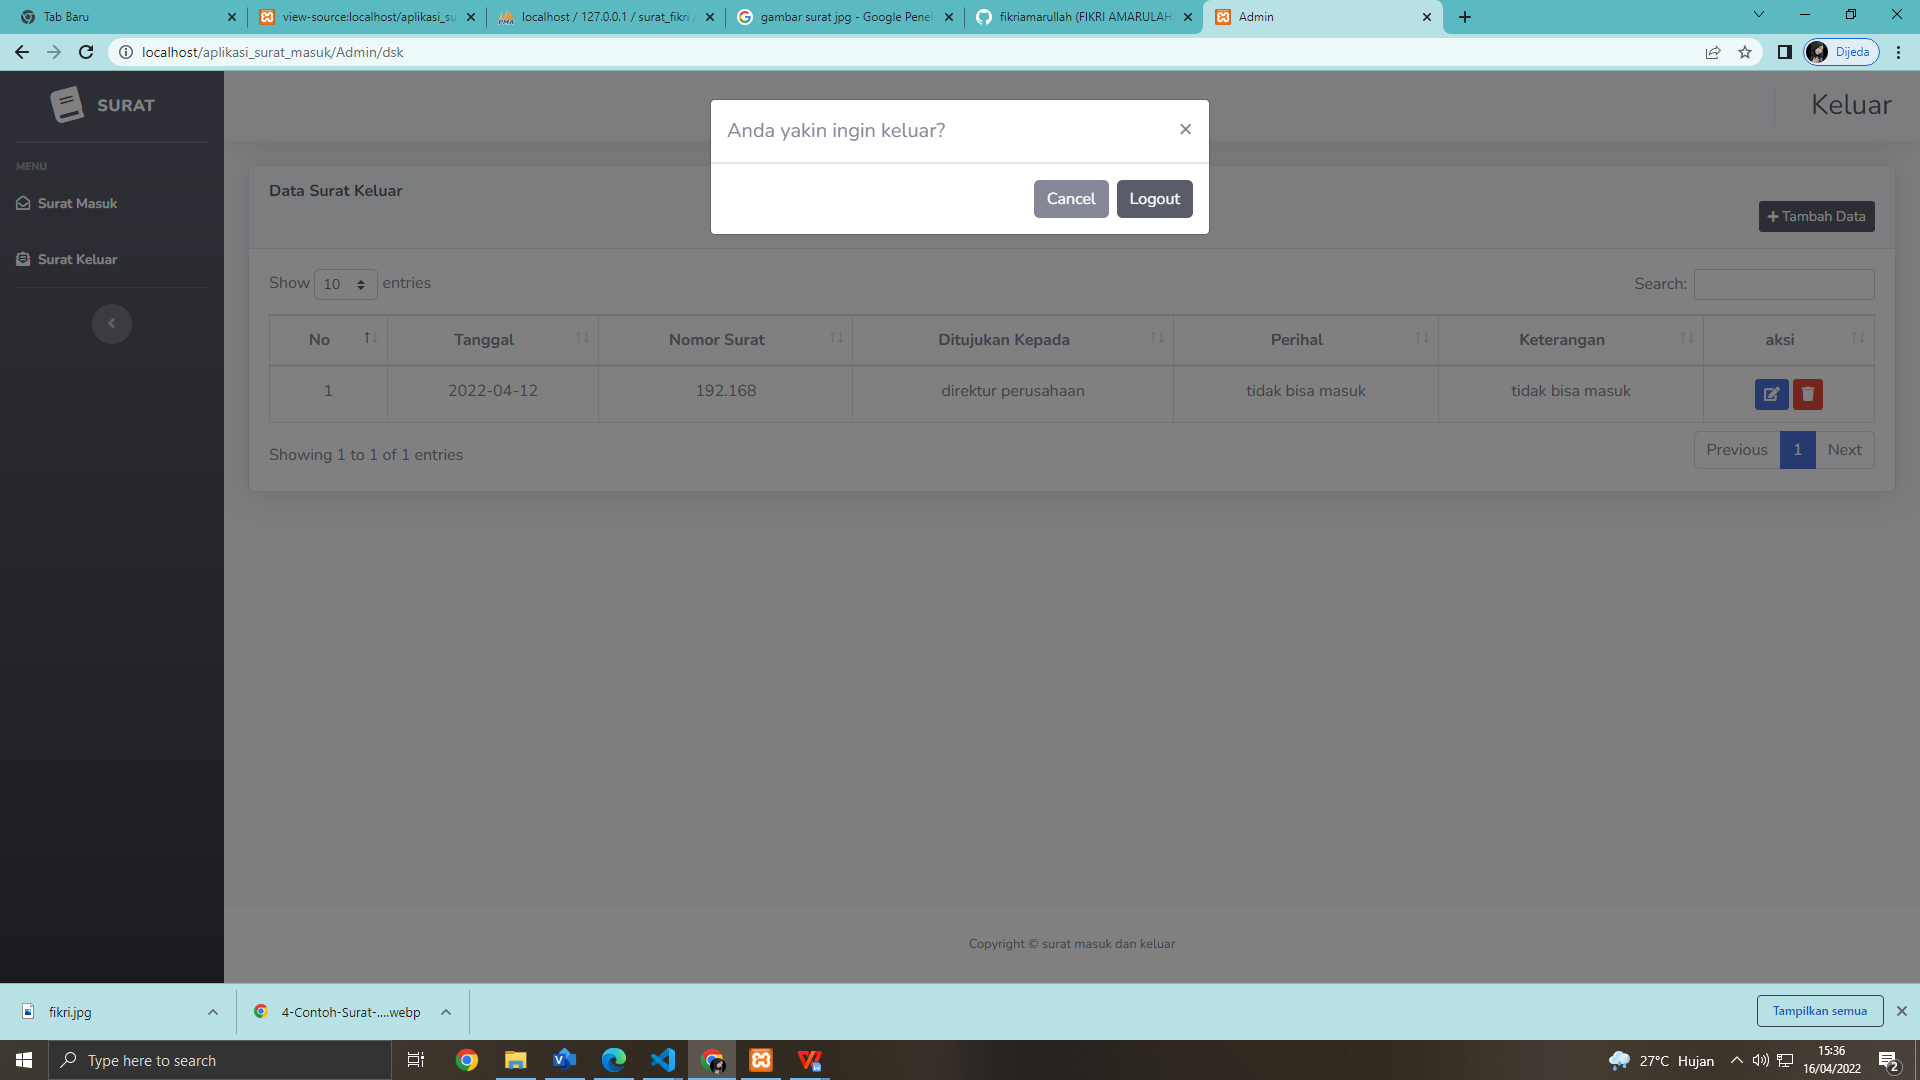 Tab Baru
view-source:localhost/aplikasi_su
localhost / 127.0.0.1 / surat_fikri /
gambar surat jpg - Google Penel
fikriamarullah (FIKRI AMARULAH
Admin
localhost/aplikasi_surat_masuk/Admin/dsk
Dijeda
SURAT
Keluar
Anda yakin ingin keluar?
Cancel
Logout
MENU
Surat Masuk
Surat Keluar
Data Surat Keluar
Tambah Data
Show 10 entries
Search:
No Tanggal Nomor Surat Ditujukan Kepada Perihal Keterangan aksi
1 2022-04-12 192.168 direktur perusahaan tidak bisa masuk tidak bisa masuk
Showing 1 to 1 of 1 entries
Previous 1 Next
Copyright © surat masuk dan keluar
fikri.jpg
4-Contoh-Surat-....webp
Tampilkan semua
Type here to search
27°C Hujan
15:36
16/04/2022
2